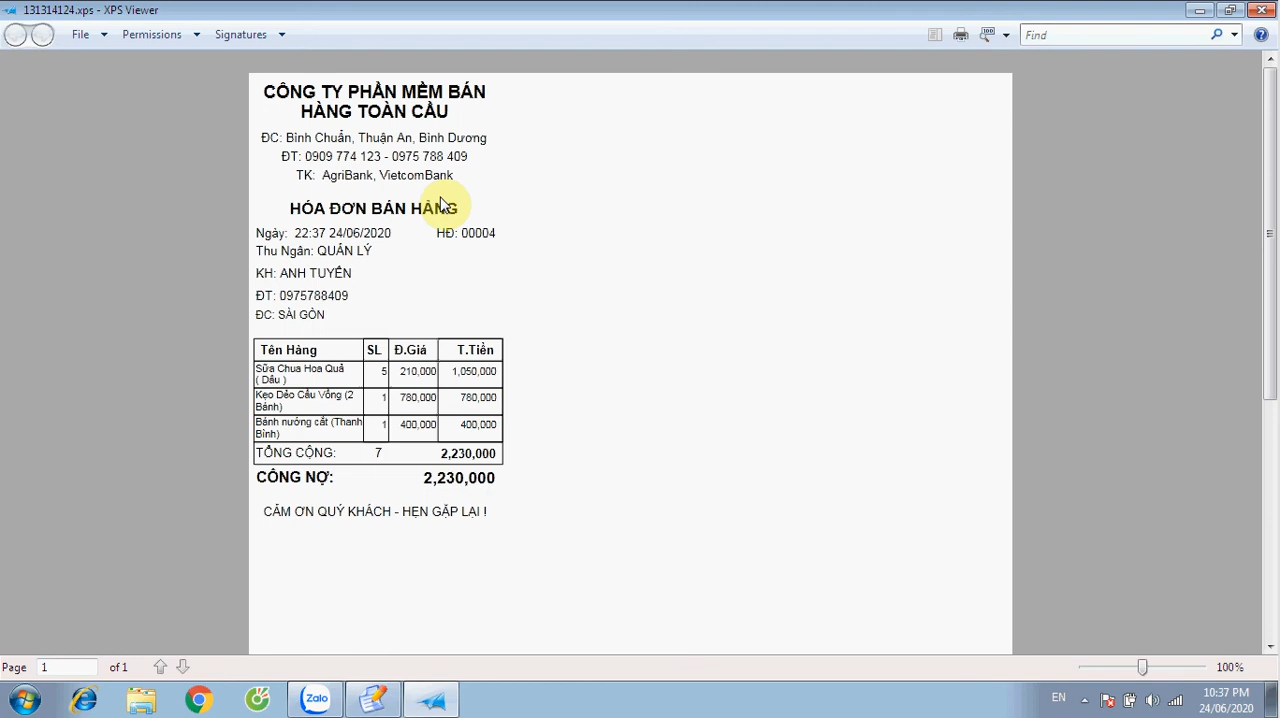 131314124.xps - XPS Viewer
File Permissions Signatures Find
CÔNG TY PHẦN MỀM BÁN
HÀNG TOÀN CẦU
ĐC: Bình Chuẩn, Thuận An, Bình Dương
ĐT: 0909 774 123 - 0975 788 409
TK: AgriBank, VietcomBank
HÓA ĐƠN BÁN HÀNG
Ngày: 22:37 24/06/2020 HĐ: 00004
Thu Ngân: QUẢN LÝ
KH: ANH TUYỂN
ĐT: 0975788409
ĐC: SÀI GÒN
Tên Hàng SL Đ.Giá T.Tiền
Sữa Chua Hoa Quả
( Dâu ) 5 210,000 1,050,000
Kẹo Dẻo Cầu Vồng (2
Bánh) 1 780,000 780,000
Bánh nướng cắt (Thanh
Bình) 1 400,000 400,000
TỔNG CỘNG: 7 2,230,000
CÔNG NỢ: 2,230,000
CẢM ƠN QUÝ KHÁCH - HẸN GẶP LẠI !
Page 1 of 1 100%
Zalo
EN 10:37 PM
24/06/2020